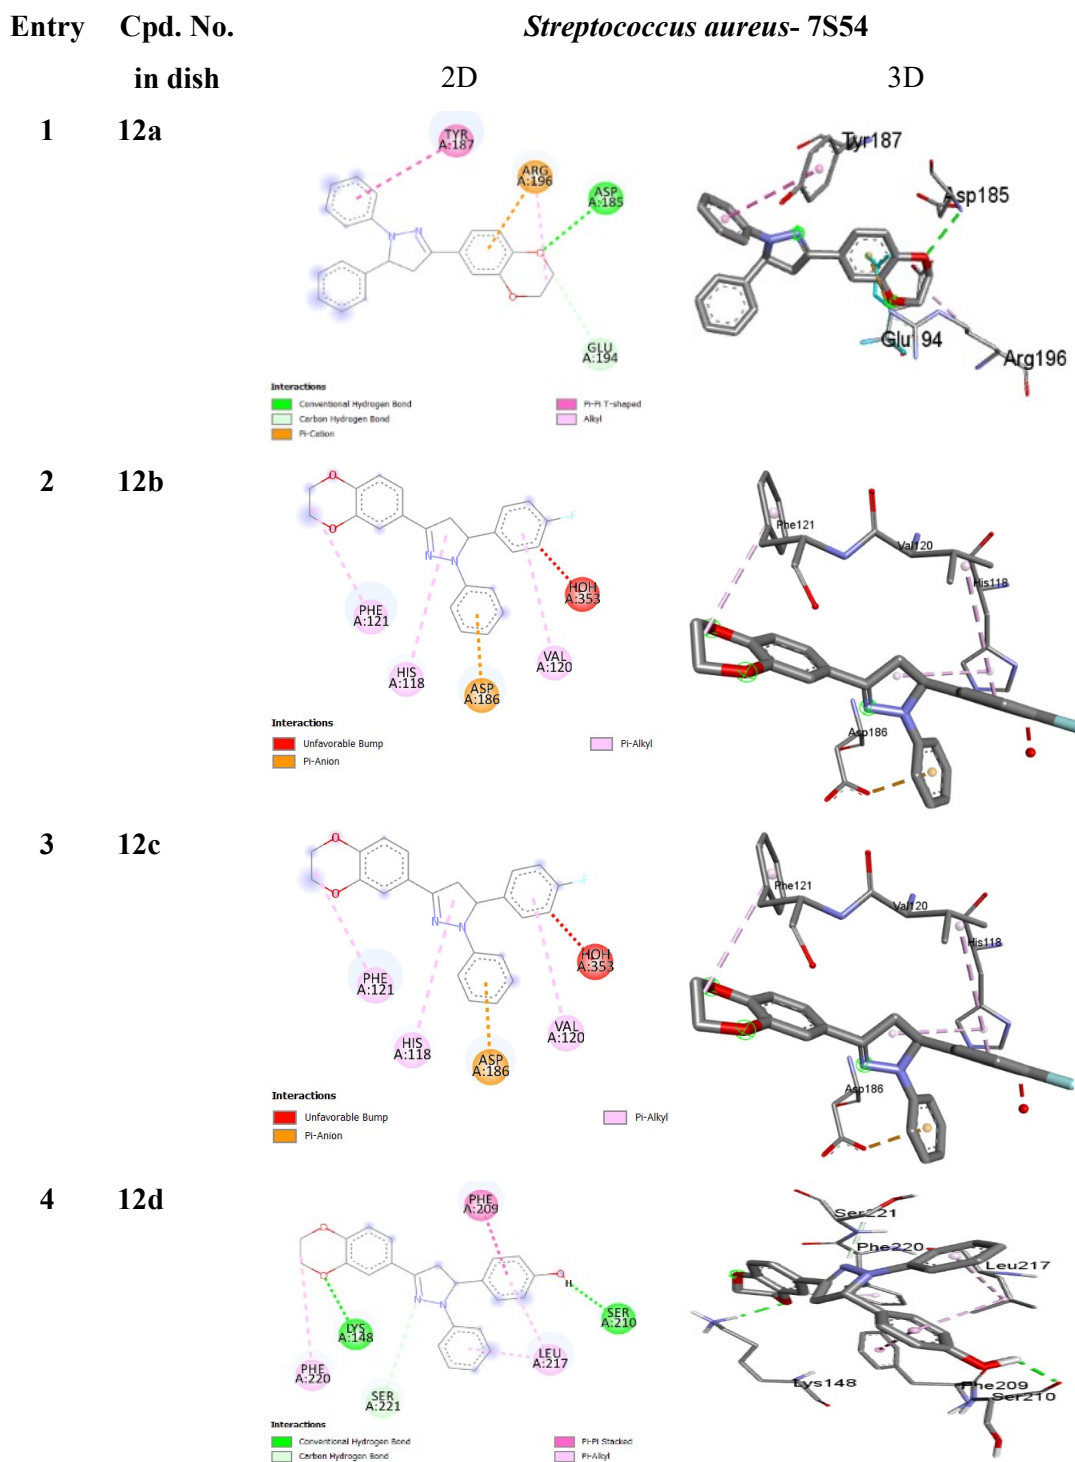 Entry Cpd. No. Streptococcus aureus- 7S54
in dish 2D 3D
1 12a
TYR A:187
ARG A:196
ASP A:185
O
N
N
O
GLU A:194
Interactions
Conventional Hydrogen Bond
Carbon Hydrogen Bond
Pi-Cation
Pi-Pi T-shaped
Alkyl
Tyr187
Asp185
Glu194
Arg196
2 12b
O
O
F
N
N
HOH A:353
PHE A:121
VAL A:120
HIS A:118
ASP A:186
Interactions
Unfavorable Bump
Pi-Anion
Pi-Alkyl
Phe121
Val120
His118
Asp186
3 12c
O
O
F
N
N
HOH A:353
PHE A:121
VAL A:120
HIS A:118
ASP A:186
Interactions
Unfavorable Bump
Pi-Anion
Pi-Alkyl
Phe121
Val120
His118
Asp186
4 12d
PHE A:209
O
O
O
H
N
N
LYS A:148
SER A:210
LEU A:217
PHE A:220
SER A:221
Interactions
Conventional Hydrogen Bond
Carbon Hydrogen Bond
Pi-Pi Stacked
Pi-Alkyl
Ser221
Phe220
Leu217
Lys148
Phe209
Ser210